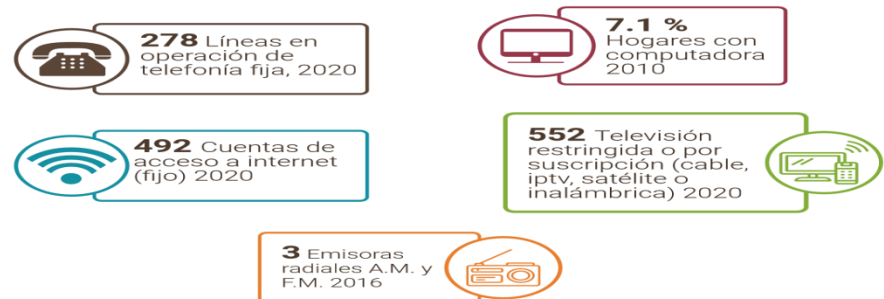 278 Líneas en
operación de
telefonía fija, 2020
7.1 %
Hogares con
computadora
2010
492 Cuentas de
acceso a internet
(fijo) 2020
552 Televisión
restringida o por
suscripción (cable,
iptv, satélite o
inalámbrica) 2020
3 Emisoras
radiales A.M. y
F.M. 2016